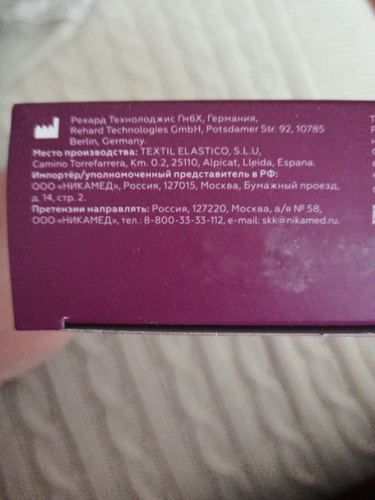 Рехард Технолоджис ГмбХ, Германия,
Rehard Technologies GmbH, Potsdamer Str. 92, 10785
Berlin, Germany.
Место производства: TEXTIL ELASTICO, S.L.U,
Camino Torrefarrera, Km. 0.2, 25110, Alpicat, Lleida, Espana.
Импортёр/уполномоченный представитель в РФ:
ООО «НИКАМЕД», Россия, 127015, Москва, Бумажный проезд,
д. 14, стр. 2.
Претензии направлять: Россия, 127220, Москва, а/я № 58,
ООО «НИКАМЕД», тел.: 8-800-33-33-112, e-mail: skk@nikamed.ru.